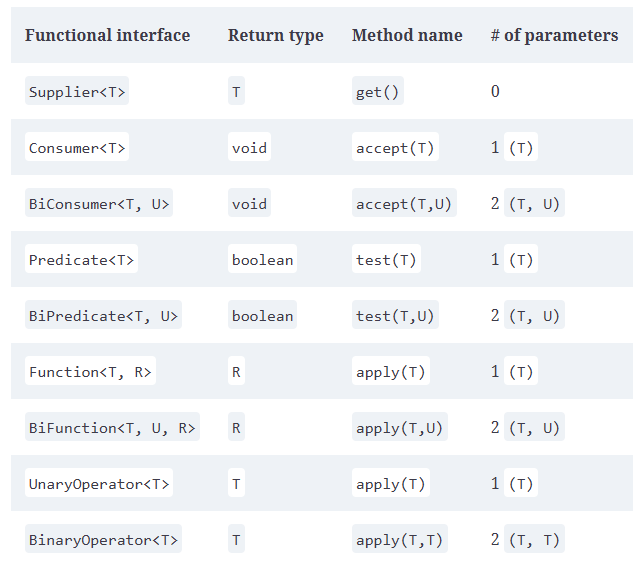 Functional interface Return type Method name # of parameters
Supplier<T> T get() 0
Consumer<T> void accept(T) 1 (T)
BiConsumer<T, U> void accept(T,U) 2 (T, U)
Predicate<T> boolean test(T) 1 (T)
BiPredicate<T, U> boolean test(T,U) 2 (T, U)
Function<T, R> R apply(T) 1 (T)
BiFunction<T, U, R> R apply(T,U) 2 (T, U)
UnaryOperator<T> T apply(T) 1 (T)
BinaryOperator<T> T apply(T,T) 2 (T, T)